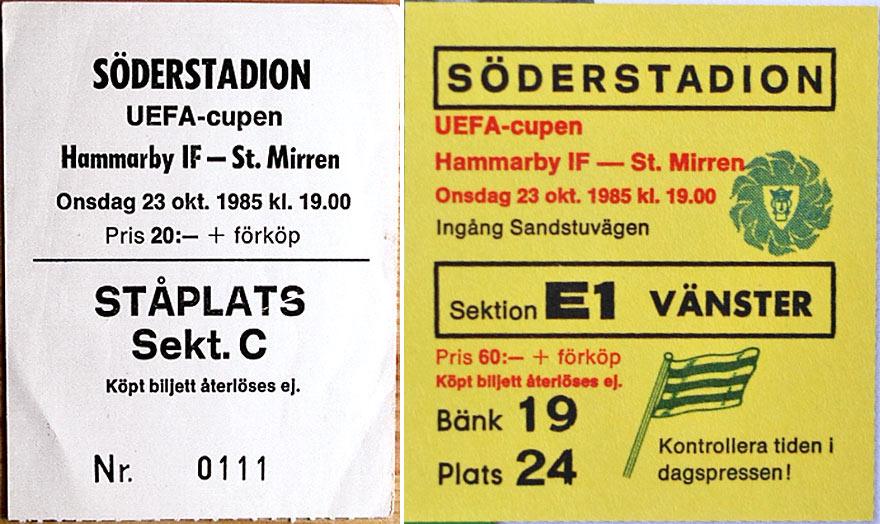 SÖDERSTADION
UEFA-cupen
Hammarby IF — St. Mirren
Onsdag 23 okt. 1985 kl. 19.00
Pris 20:— + förköp
STÅPLATS
Sekt. C
Köpt biljett återlöses ej.
Nr. 0111
SÖDERSTADION
UEFA-cupen
Hammarby IF — St. Mirren
Onsdag 23 okt. 1985 kl. 19.00
Ingång Sandstuvägen
Sektion E1 VÄNSTER
Pris 60:— + förköp
Köpt biljett återlöses ej.
Bänk 19
Plats 24
Kontrollera tiden i
dagspressen!